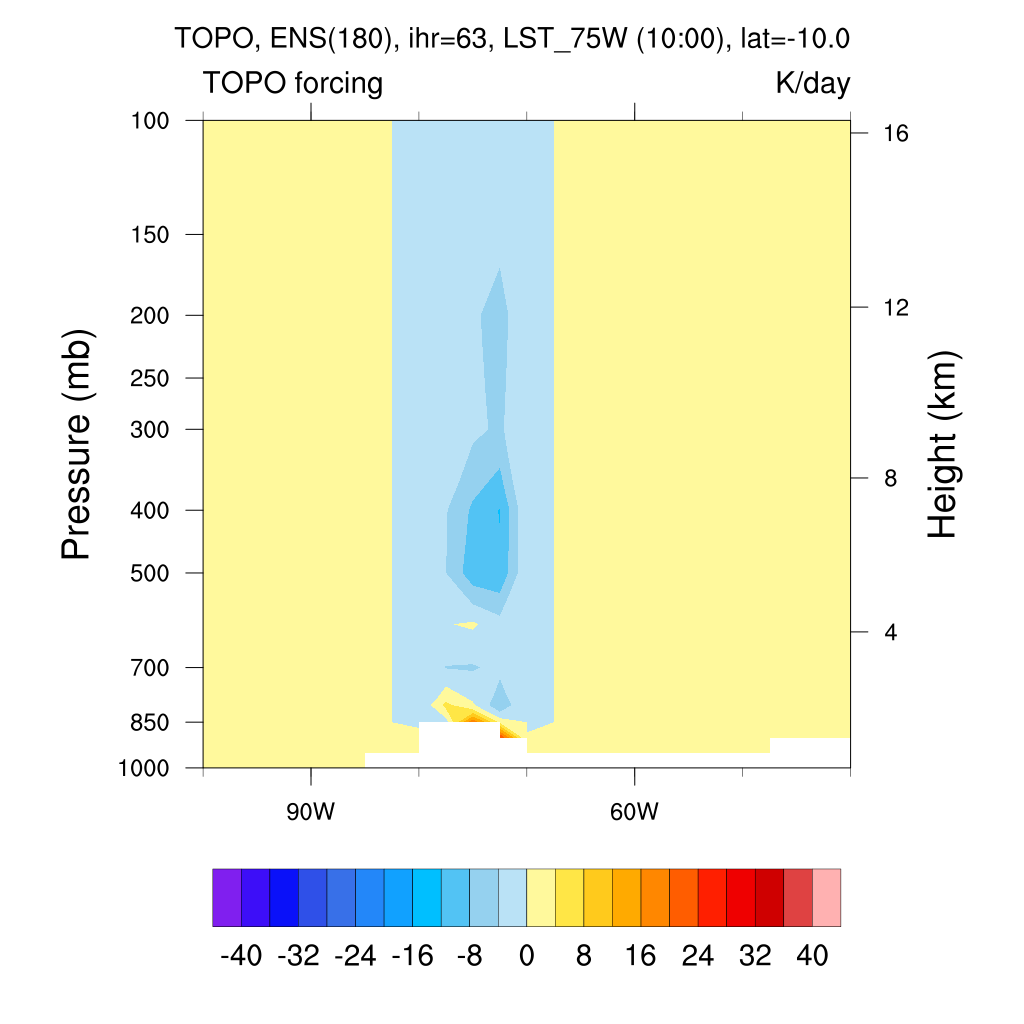 TOPO, ENS(180), ihr=63, LST_75W (10:00), lat=-10.0
TOPO forcing
K/day
100
150
200
250
300
400
500
700
850
1000
Pressure (mb)
16
12
8
4
Height (km)
90W
60W
-40 -32 -24 -16 -8 0 8 16 24 32 40